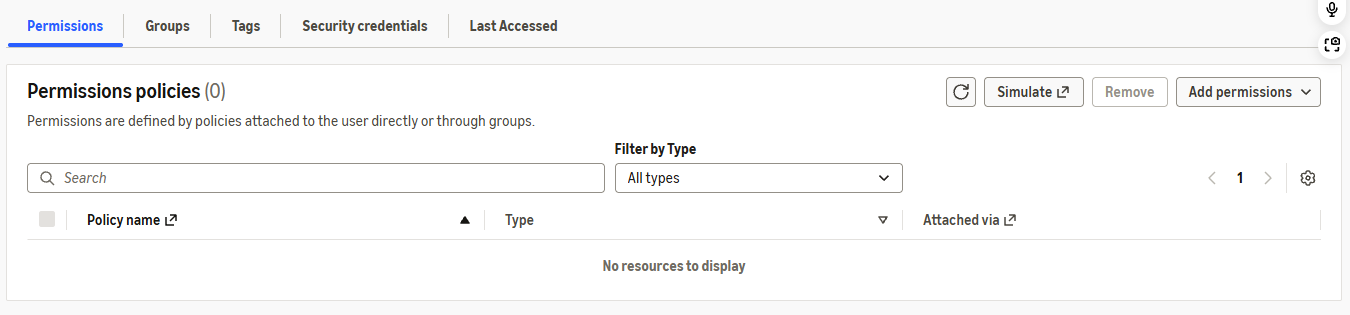 Permissions Groups Tags Security credentials Last Accessed
Permissions policies (0) Simulate Remove Add permissions
Permissions are defined by policies attached to the user directly or through groups.
Filter by Type
Search All types 1
Policy name Type Attached via
No resources to display